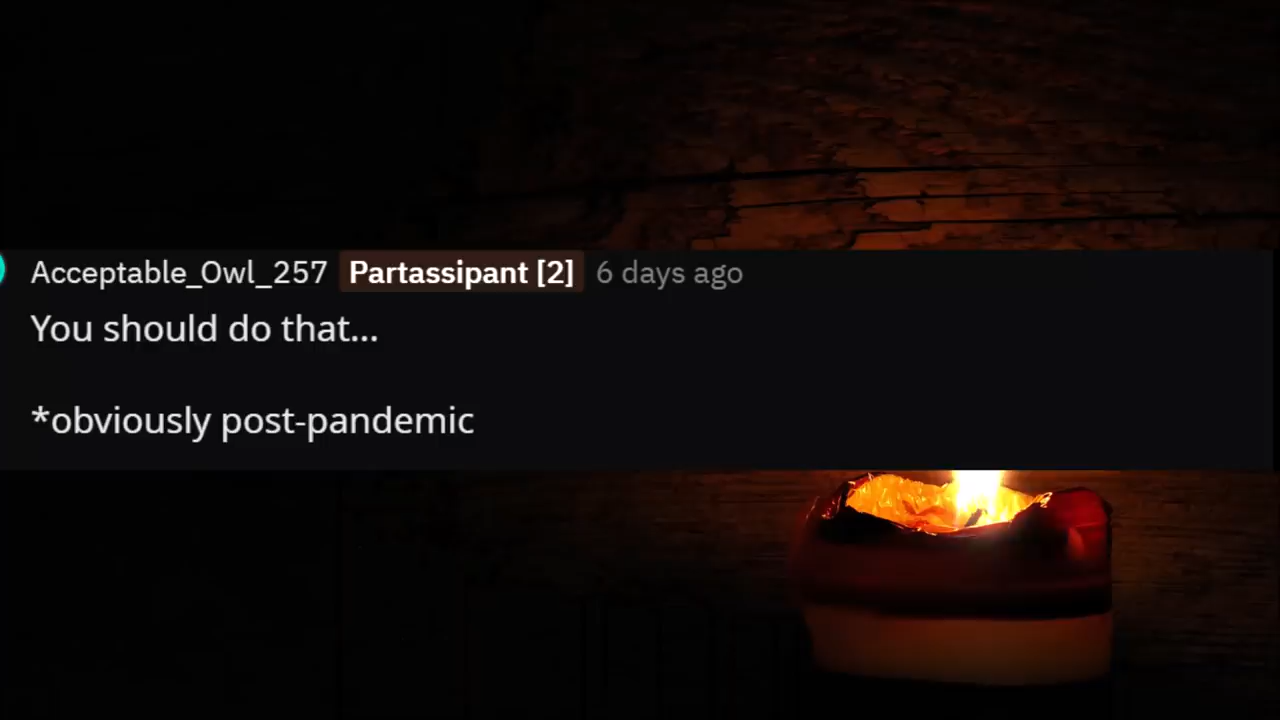 Acceptable_Owl_257 Partassipant [2] 6 days ago
You should do that...
*obviously post-pandemic